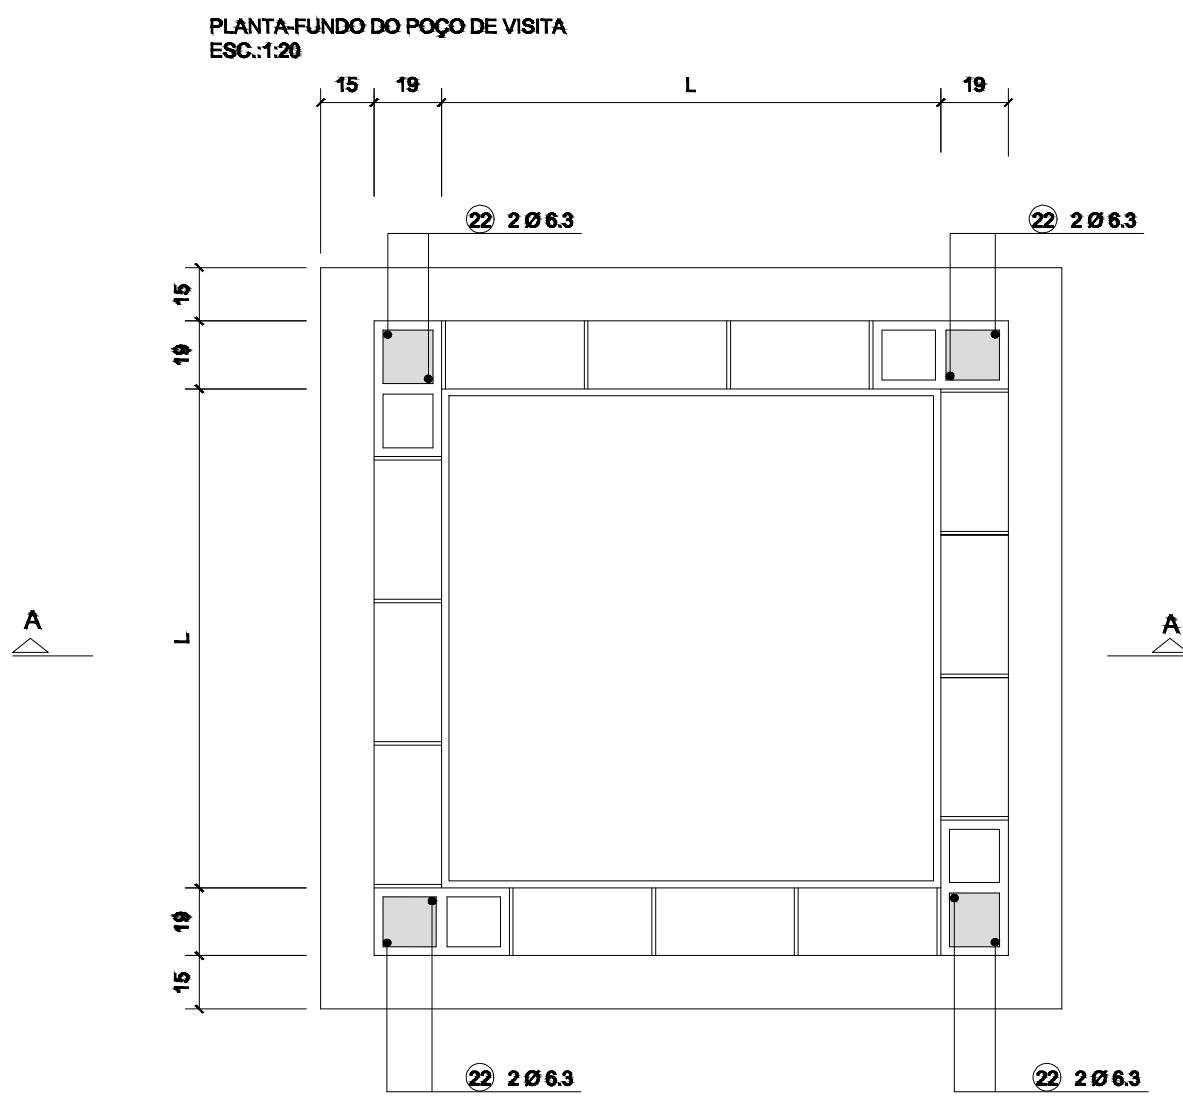 PLANTA-FUNDO DO POÇO DE VISITA
ESC.:1:20
15 19 L 19
22 2 Ø 6.3 22 2 Ø 6.3
15
19
A L A
19
15
22 2 Ø 6.3 22 2 Ø 6.3